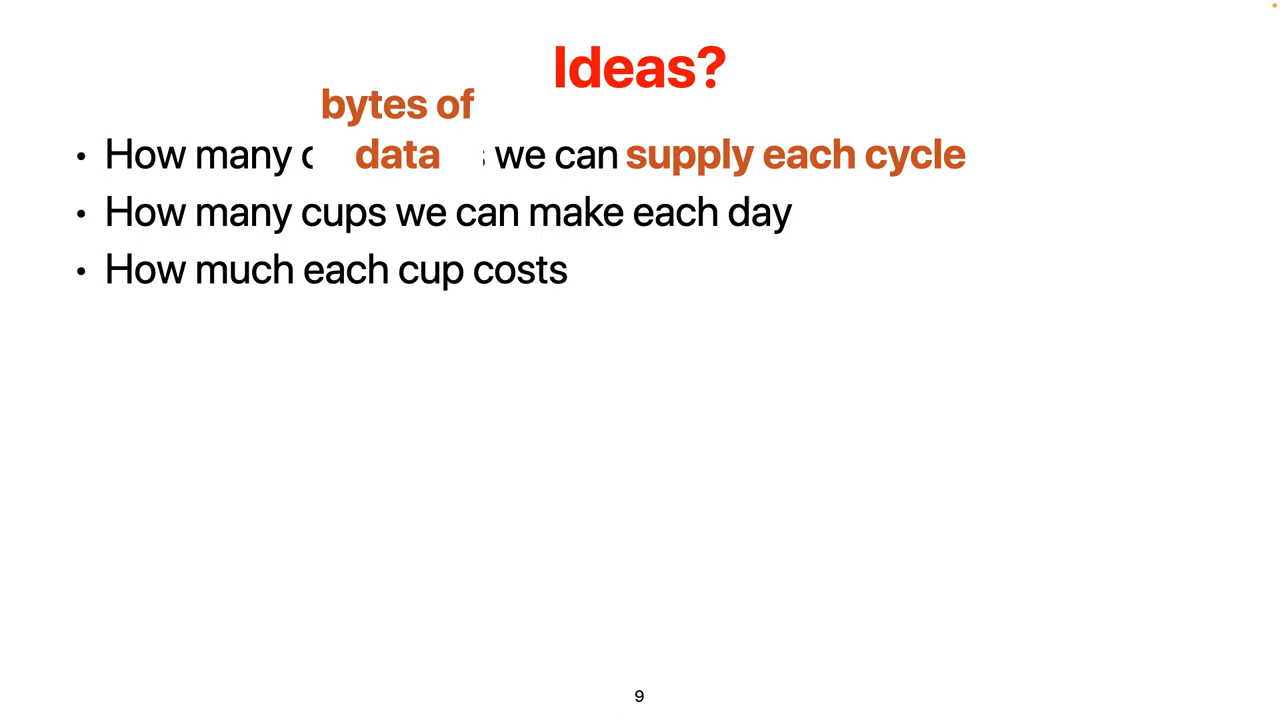 Ideas?
bytes of
• How many data we can supply each cycle
• How many cups we can make each day
• How much each cup costs
9